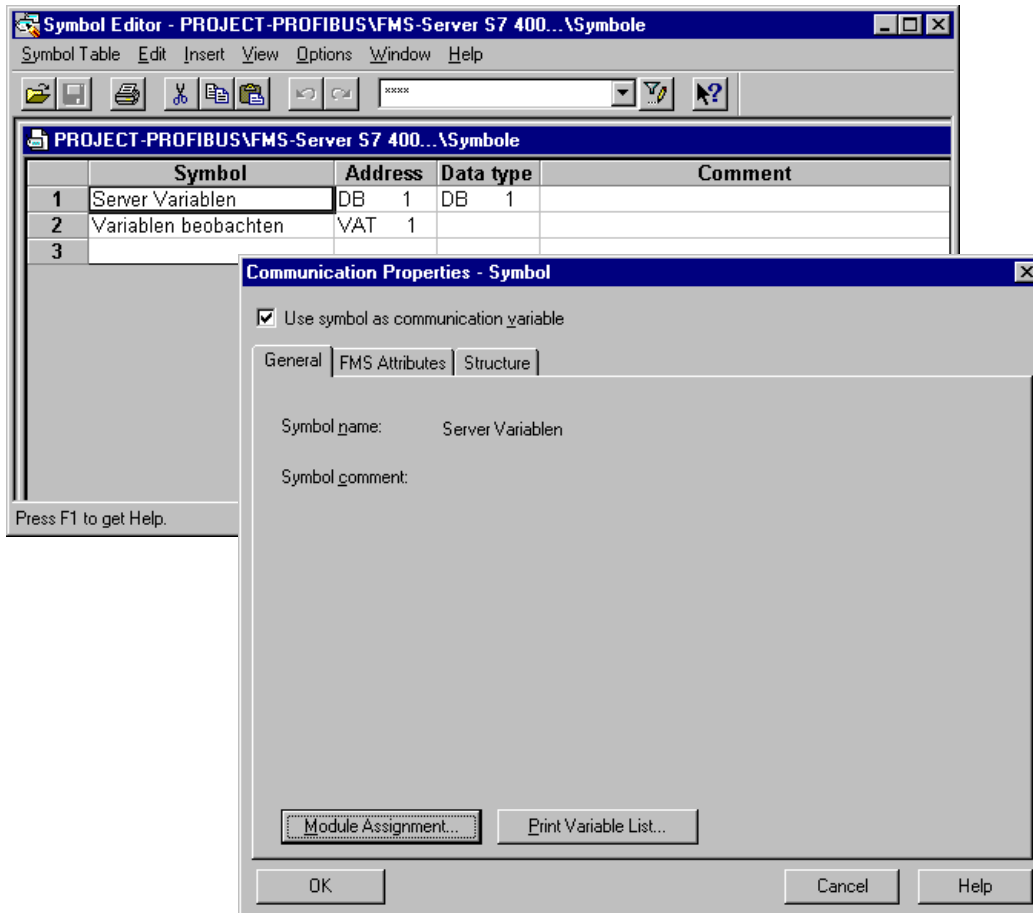 Symbol Editor - PROJECT-PROFIBUS\FMS-Server S7 400...\Symbole
Symbol Table Edit Insert View Options Window Help
****
PROJECT-PROFIBUS\FMS-Server S7 400...\Symbole
Symbol Address Data type Comment
1 Server Variablen DB 1 DB 1
2 Variablen beobachten VAT 1
3
Press F1 to get Help.
Communication Properties - Symbol
Use symbol as communication variable
General FMS Attributes Structure
Symbol name: Server Variablen
Symbol comment:
Module Assignment... Print Variable List...
OK Cancel Help